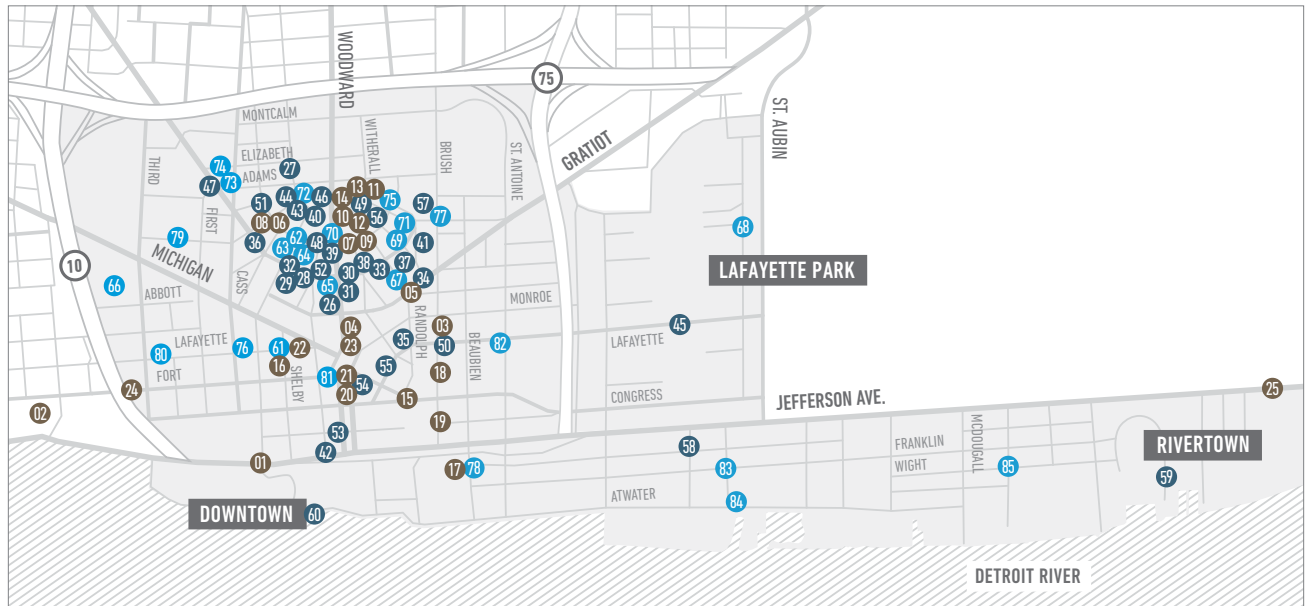 WOODWARD
75
MONTCALM
WITHERALL
BRUSH
ST. ANTOINE
GRATIOT
ST. AUBIN
THIRD
ELIZABETH
ADAMS
74
73
47
27
FIRST
51
44
72
46
14
13
11
75
43
40
49
56
57
77
08
06
10
12
71
68
79
36
62
70
63
48
07
09
69
41
64
39
MICHIGAN
10
32
52
38
33
37
LAFAYETTE PARK
66
ABBOTT
CASS
29
28
65
30
31
67
34
05
26
MONROE
RANDOLPH
04
03
45
LAFAYETTE
23
35
50
BEAUBIEN
82
LAFAYETTE
80
76
61
22
FORT
16
SHELBY
81
21
54
55
18
24
20
15
CONGRESS
JEFFERSON AVE.
25
02
19
53
42
58
FRANKLIN
MCDOUGALL
RIVERTOWN
01
17
78
83
WIGHT
85
59
ATWATER
84
DOWNTOWN
60
DETROIT RIVER